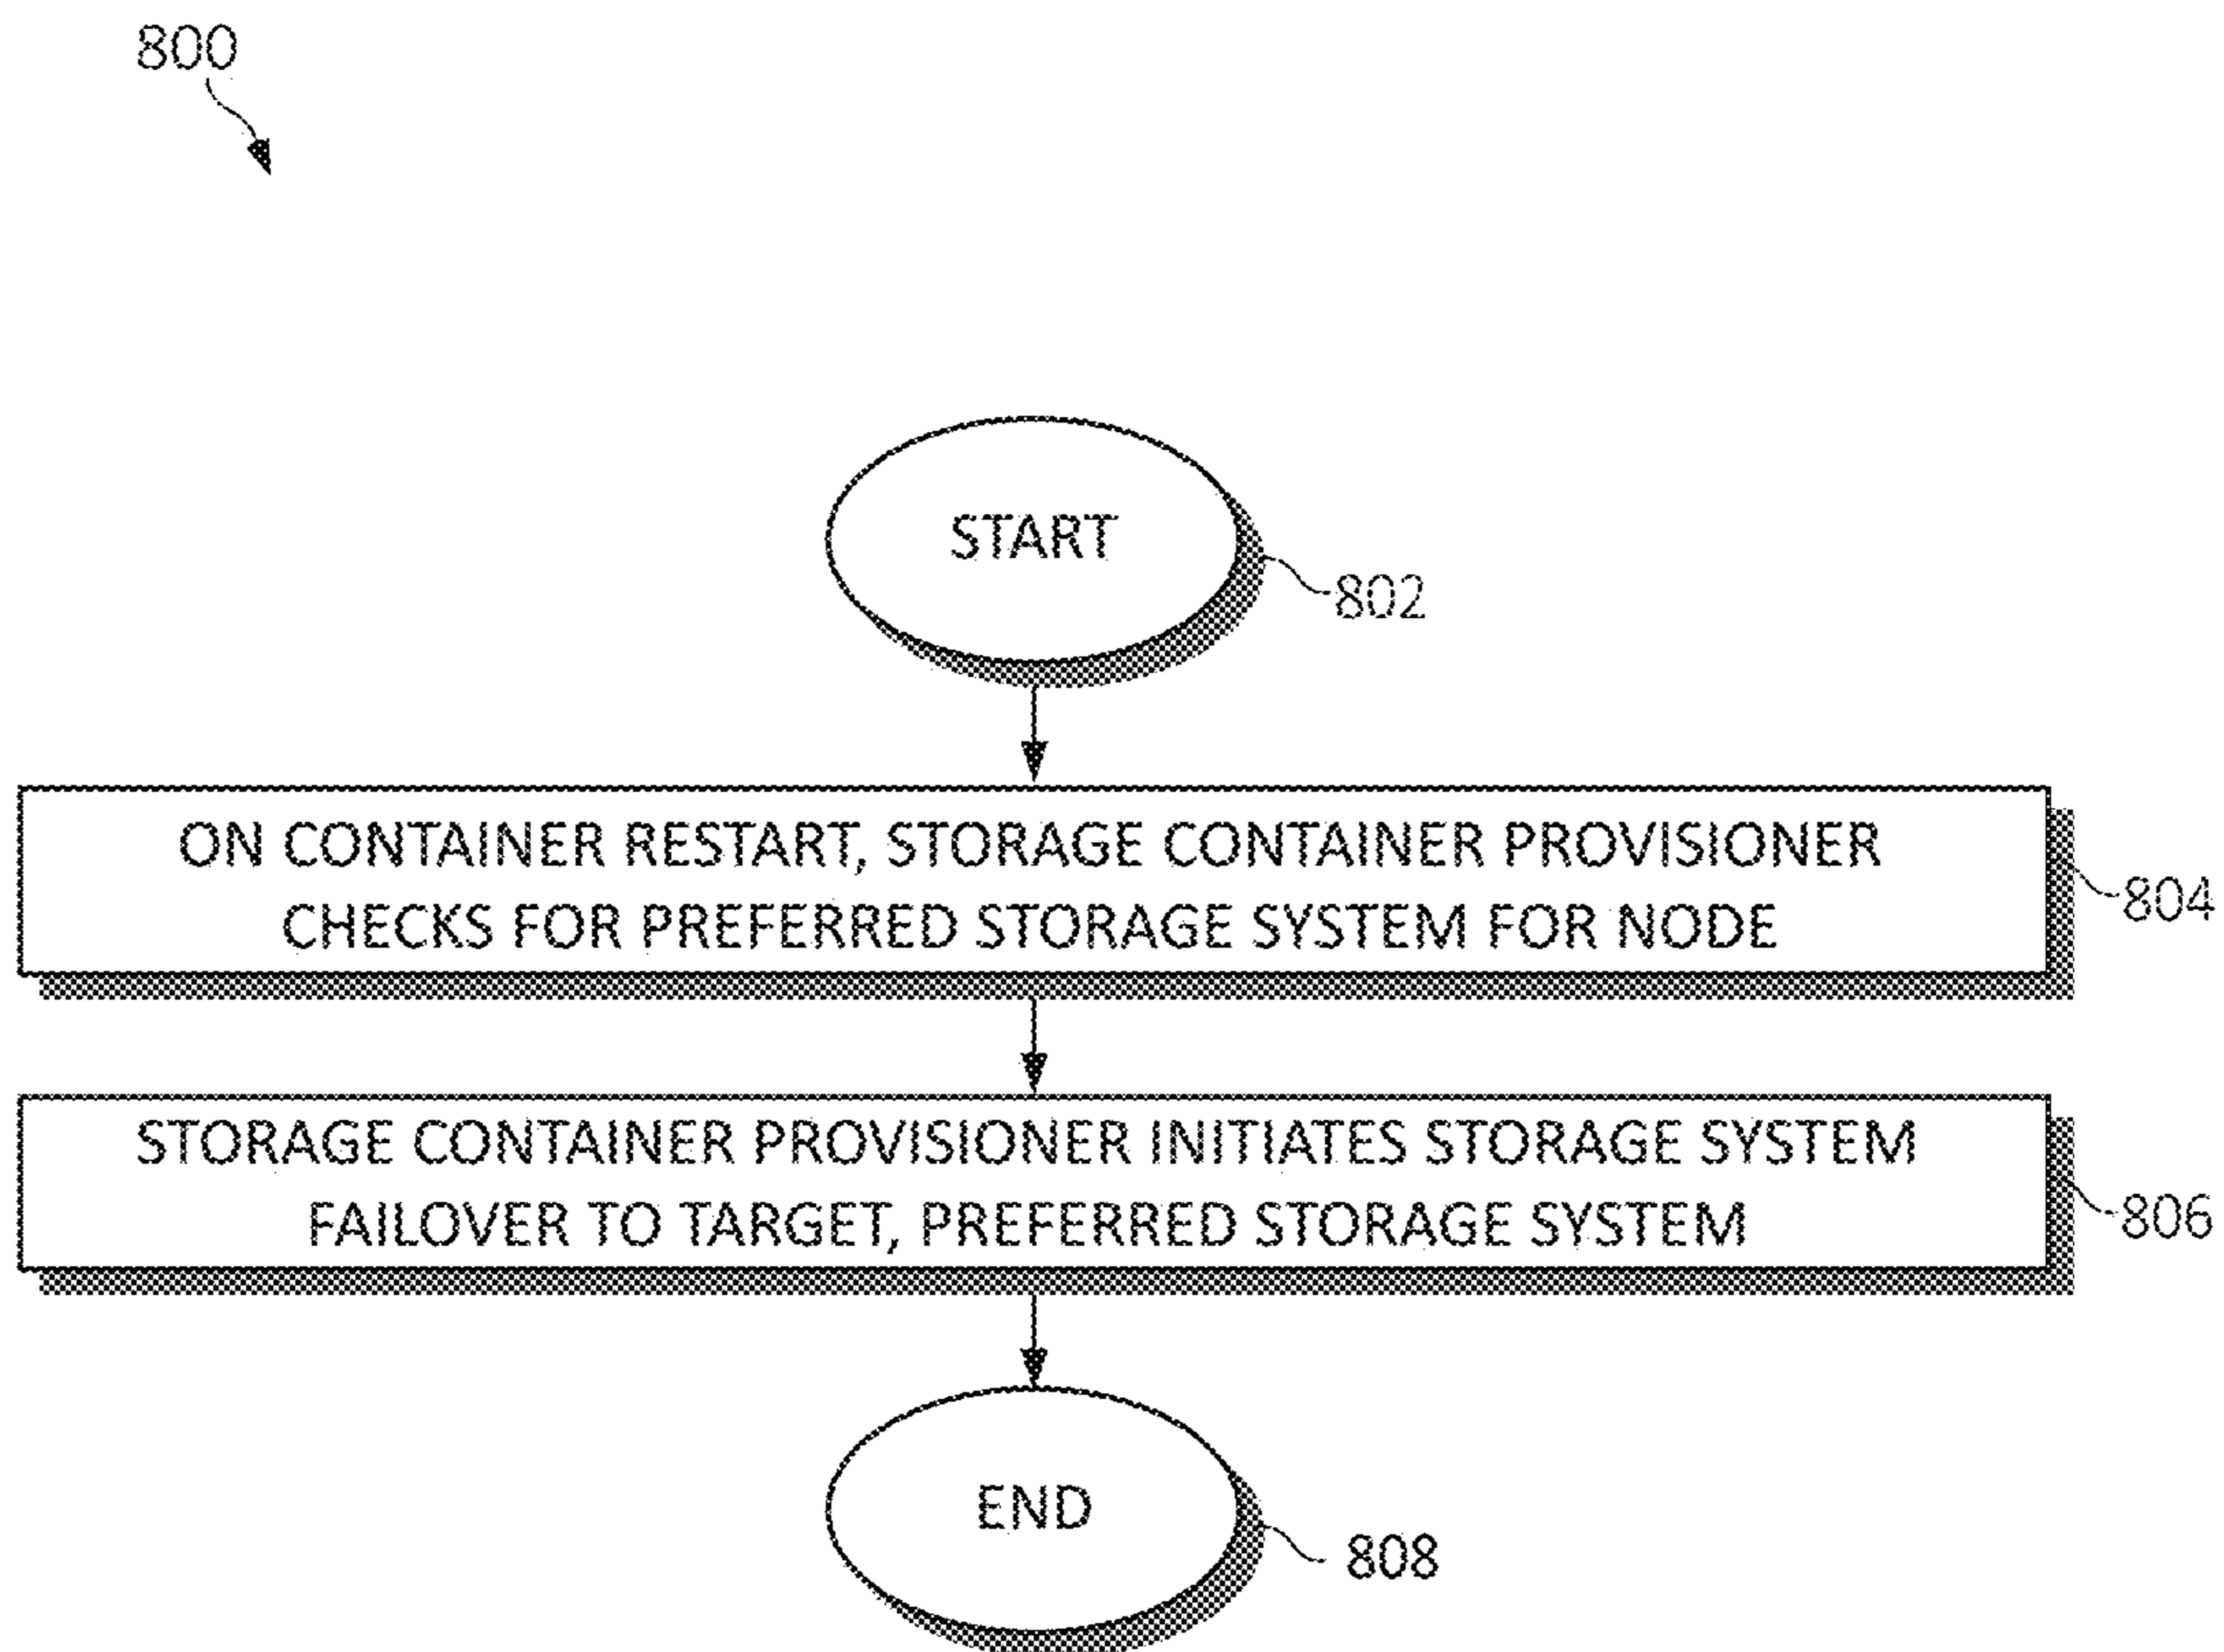 800
START
802
ON CONTAINER RESTART, STORAGE CONTAINER PROVISIONER
CHECKS FOR PREFERRED STORAGE SYSTEM FOR NODE
804
STORAGE CONTAINER PROVISIONER INITIATES STORAGE SYSTEM
FAILOVER TO TARGET, PREFERRED STORAGE SYSTEM
806
END
808